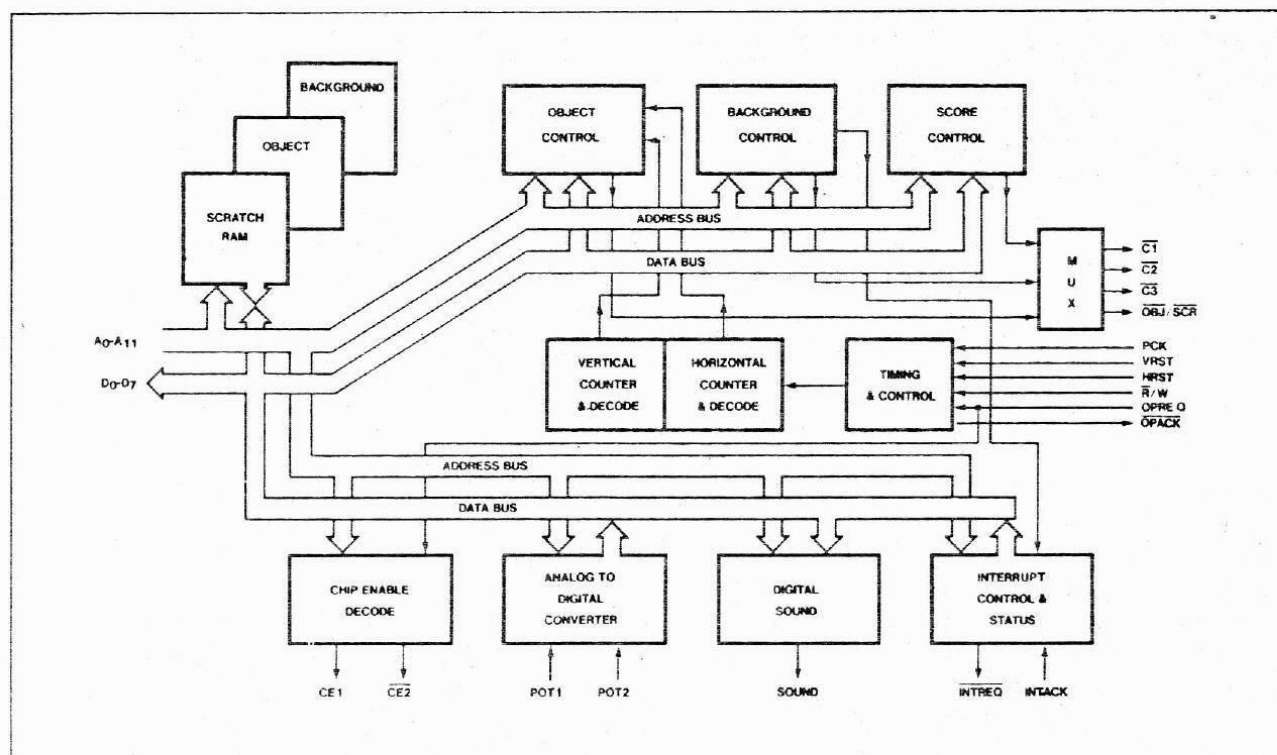 BACKGROUND
OBJECT
SCRATCH
RAM
OBJECT
CONTROL
BACKGROUND
CONTROL
SCORE
CONTROL
ADDRESS BUS
DATA BUS
M
U
X
C1
C2
C3
OBJ/SCR
A0-A11
D0-D7
VERTICAL
COUNTER
& DECODE
HORIZONTAL
COUNTER
& DECODE
TIMING
& CONTROL
PCK
VRST
HRST
R/W
OPREQ
OPACK
ADDRESS BUS
DATA BUS
CHIP ENABLE
DECODE
ANALOG TO
DIGITAL
CONVERTER
DIGITAL
SOUND
INTERRUPT
CONTROL &
STATUS
CE1
CE2
POT1
POT2
SOUND
INTREQ
INTACK